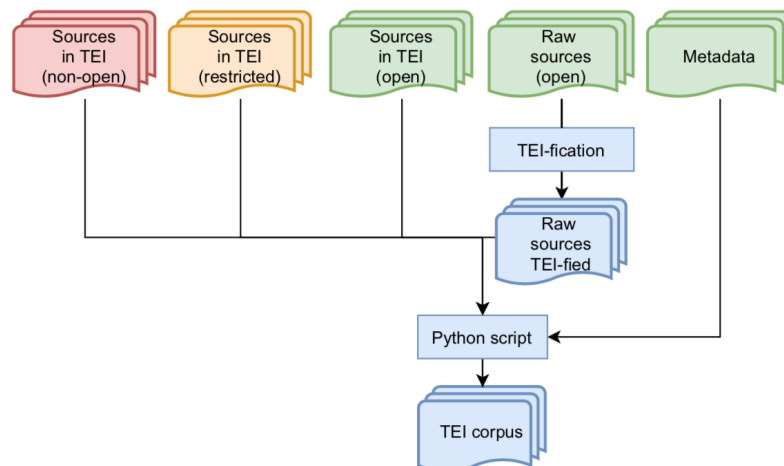 Sources
in TEI
(non-open)
Sources
in TEI
(restricted)
Sources
in TEI
(open)
Raw
sources
(open)
Metadata
TEI-fication
Raw
sources
TEI-fied
Python script
TEI corpus